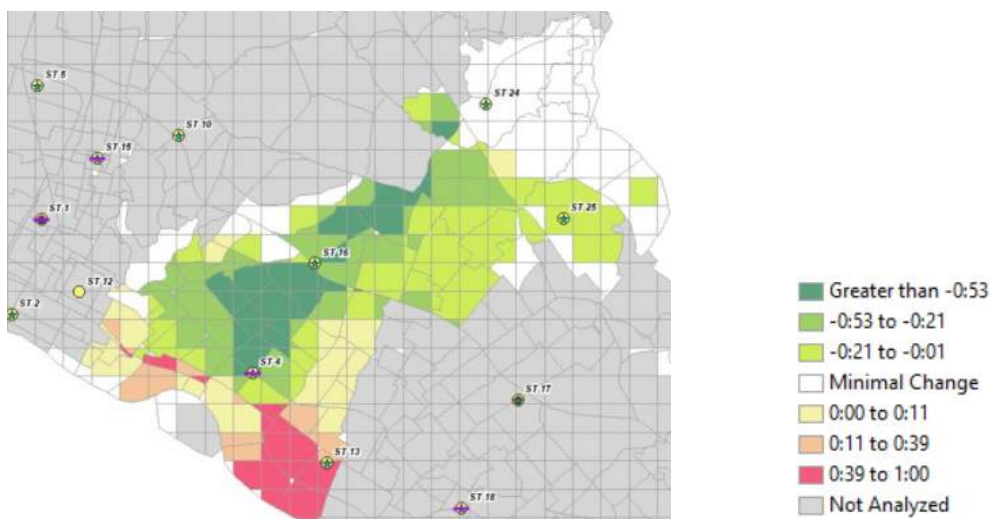 ST 5
ST 24
ST 10
ST 15
ST 1
ST 25
ST 16
ST 12
ST 2
ST 4
ST 17
ST 13
ST 18
Greater than -0:53
-0:53 to -0:21
-0:21 to -0:01
Minimal Change
0:00 to 0:11
0:11 to 0:39
0:39 to 1:00
Not Analyzed